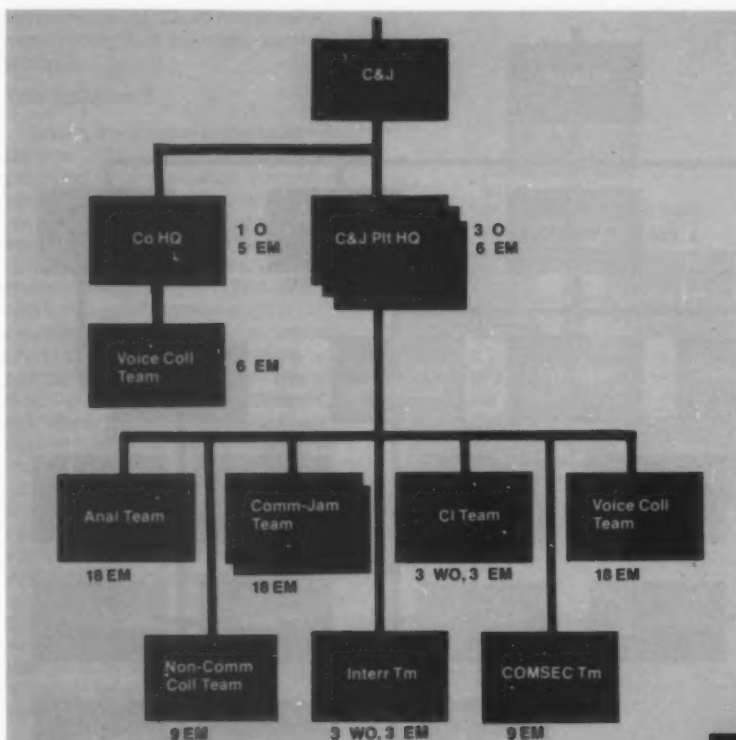 C&J
Co HQ
1 O
5 EM
C&J Plt HQ
3 O
6 EM
Voice Coll
Team
6 EM
Anal Team
18 EM
Comm-Jam
Team
18 EM
CI Team
3 WO, 3 EM
Voice Coll
Team
18 EM
Non-Comm
Coll Team
9 EM
Interr Tm
3 WO, 3 EM
COMSEC Tm
9 EM